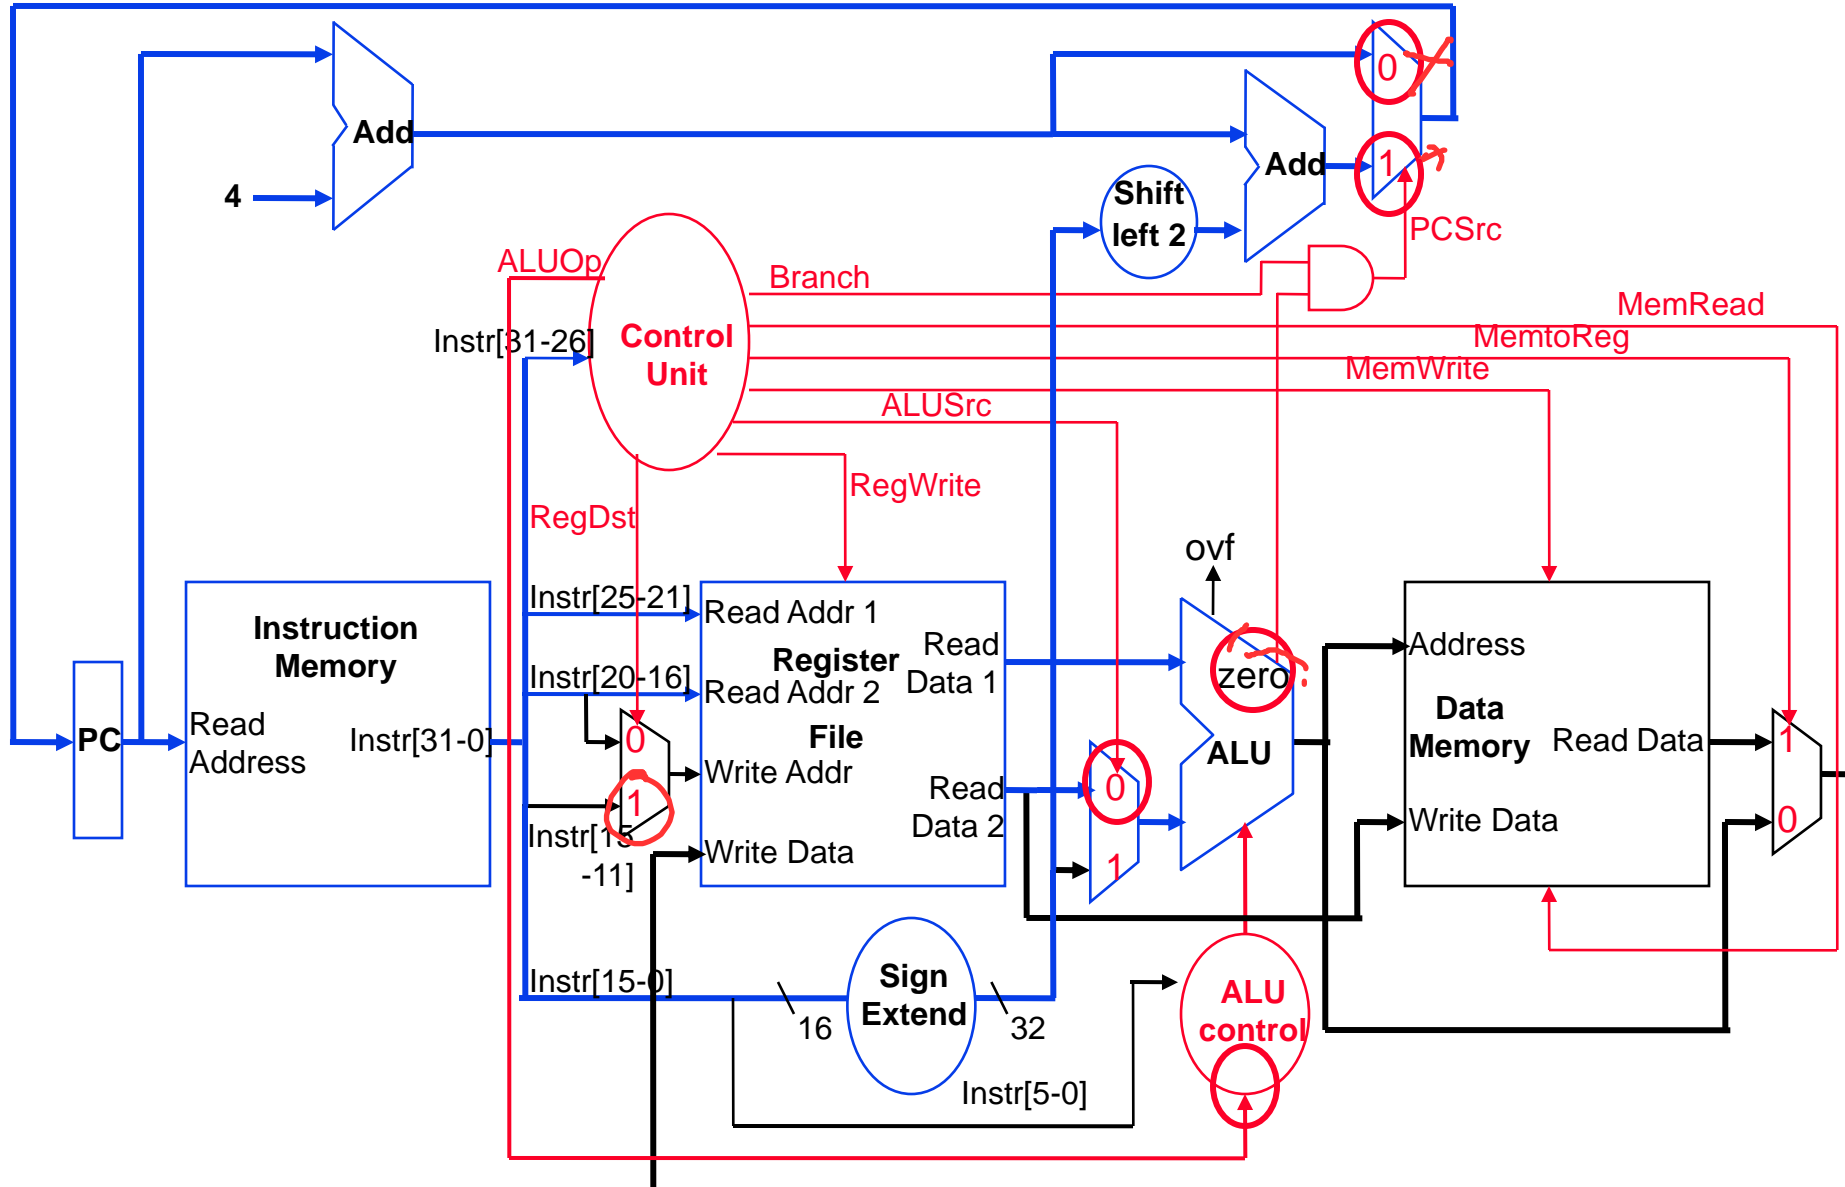 0
Add
1
Add
4
Shift
left 2
PCSrc
ALUOp
Branch
MemRead
Instr[31-26]
Control
Unit
MemtoReg
MemWrite
ALUSrc
RegWrite
RegDst
ovf
Instr[25-21]
Read Addr 1
Instruction
Memory
Register
Read
Data 1
Address
zero
Instr[20-16]
Read Addr 2
PC
Read
Address
Instr[31-0]
0
File
ALU
Data
Memory
Read Data
1
Write Addr
1
Instr[15
-11]
Read
Data 2
0
1
Write Data
Write Data
0
Instr[15-0]
16
Sign
Extend
32
ALU
control
Instr[5-0]